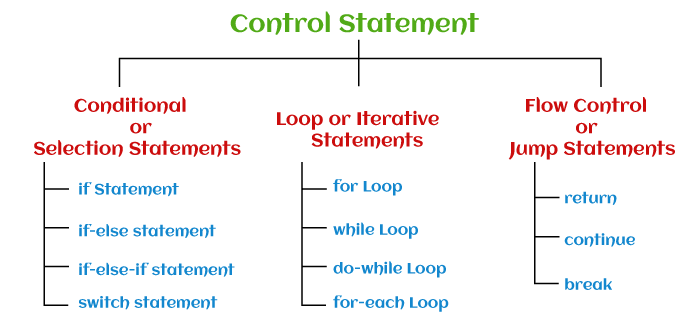 Control Statement
Conditional
or
Selection Statements
if Statement
if-else statement
if-else-if statement
switch statement
Loop or Iterative
Statements
for Loop
while Loop
do-while Loop
for-each Loop
Flow Control
or
Jump Statements
return
continue
break